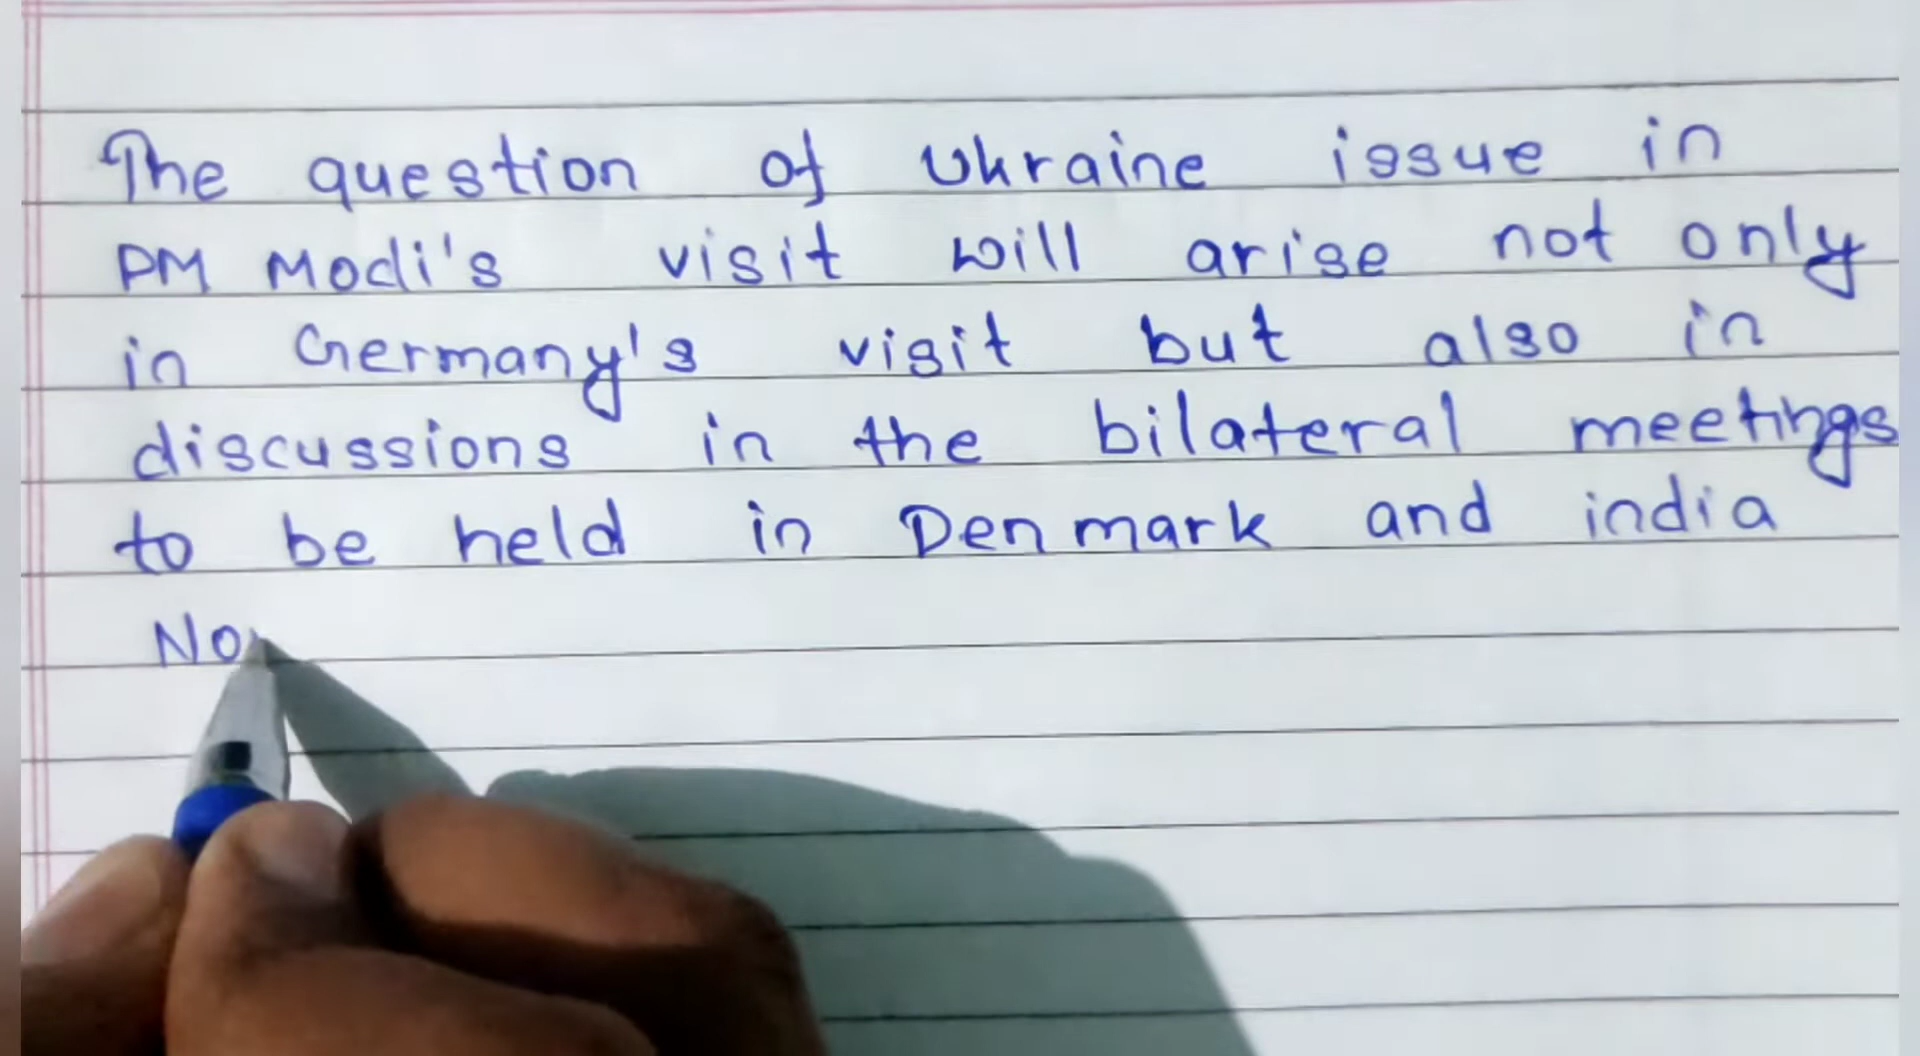 The question of Ukraine issue in
PM Modi's visit will arise not only
in Germany's visit but also in
discussions in the bilateral meetings
to be held in Denmark and india